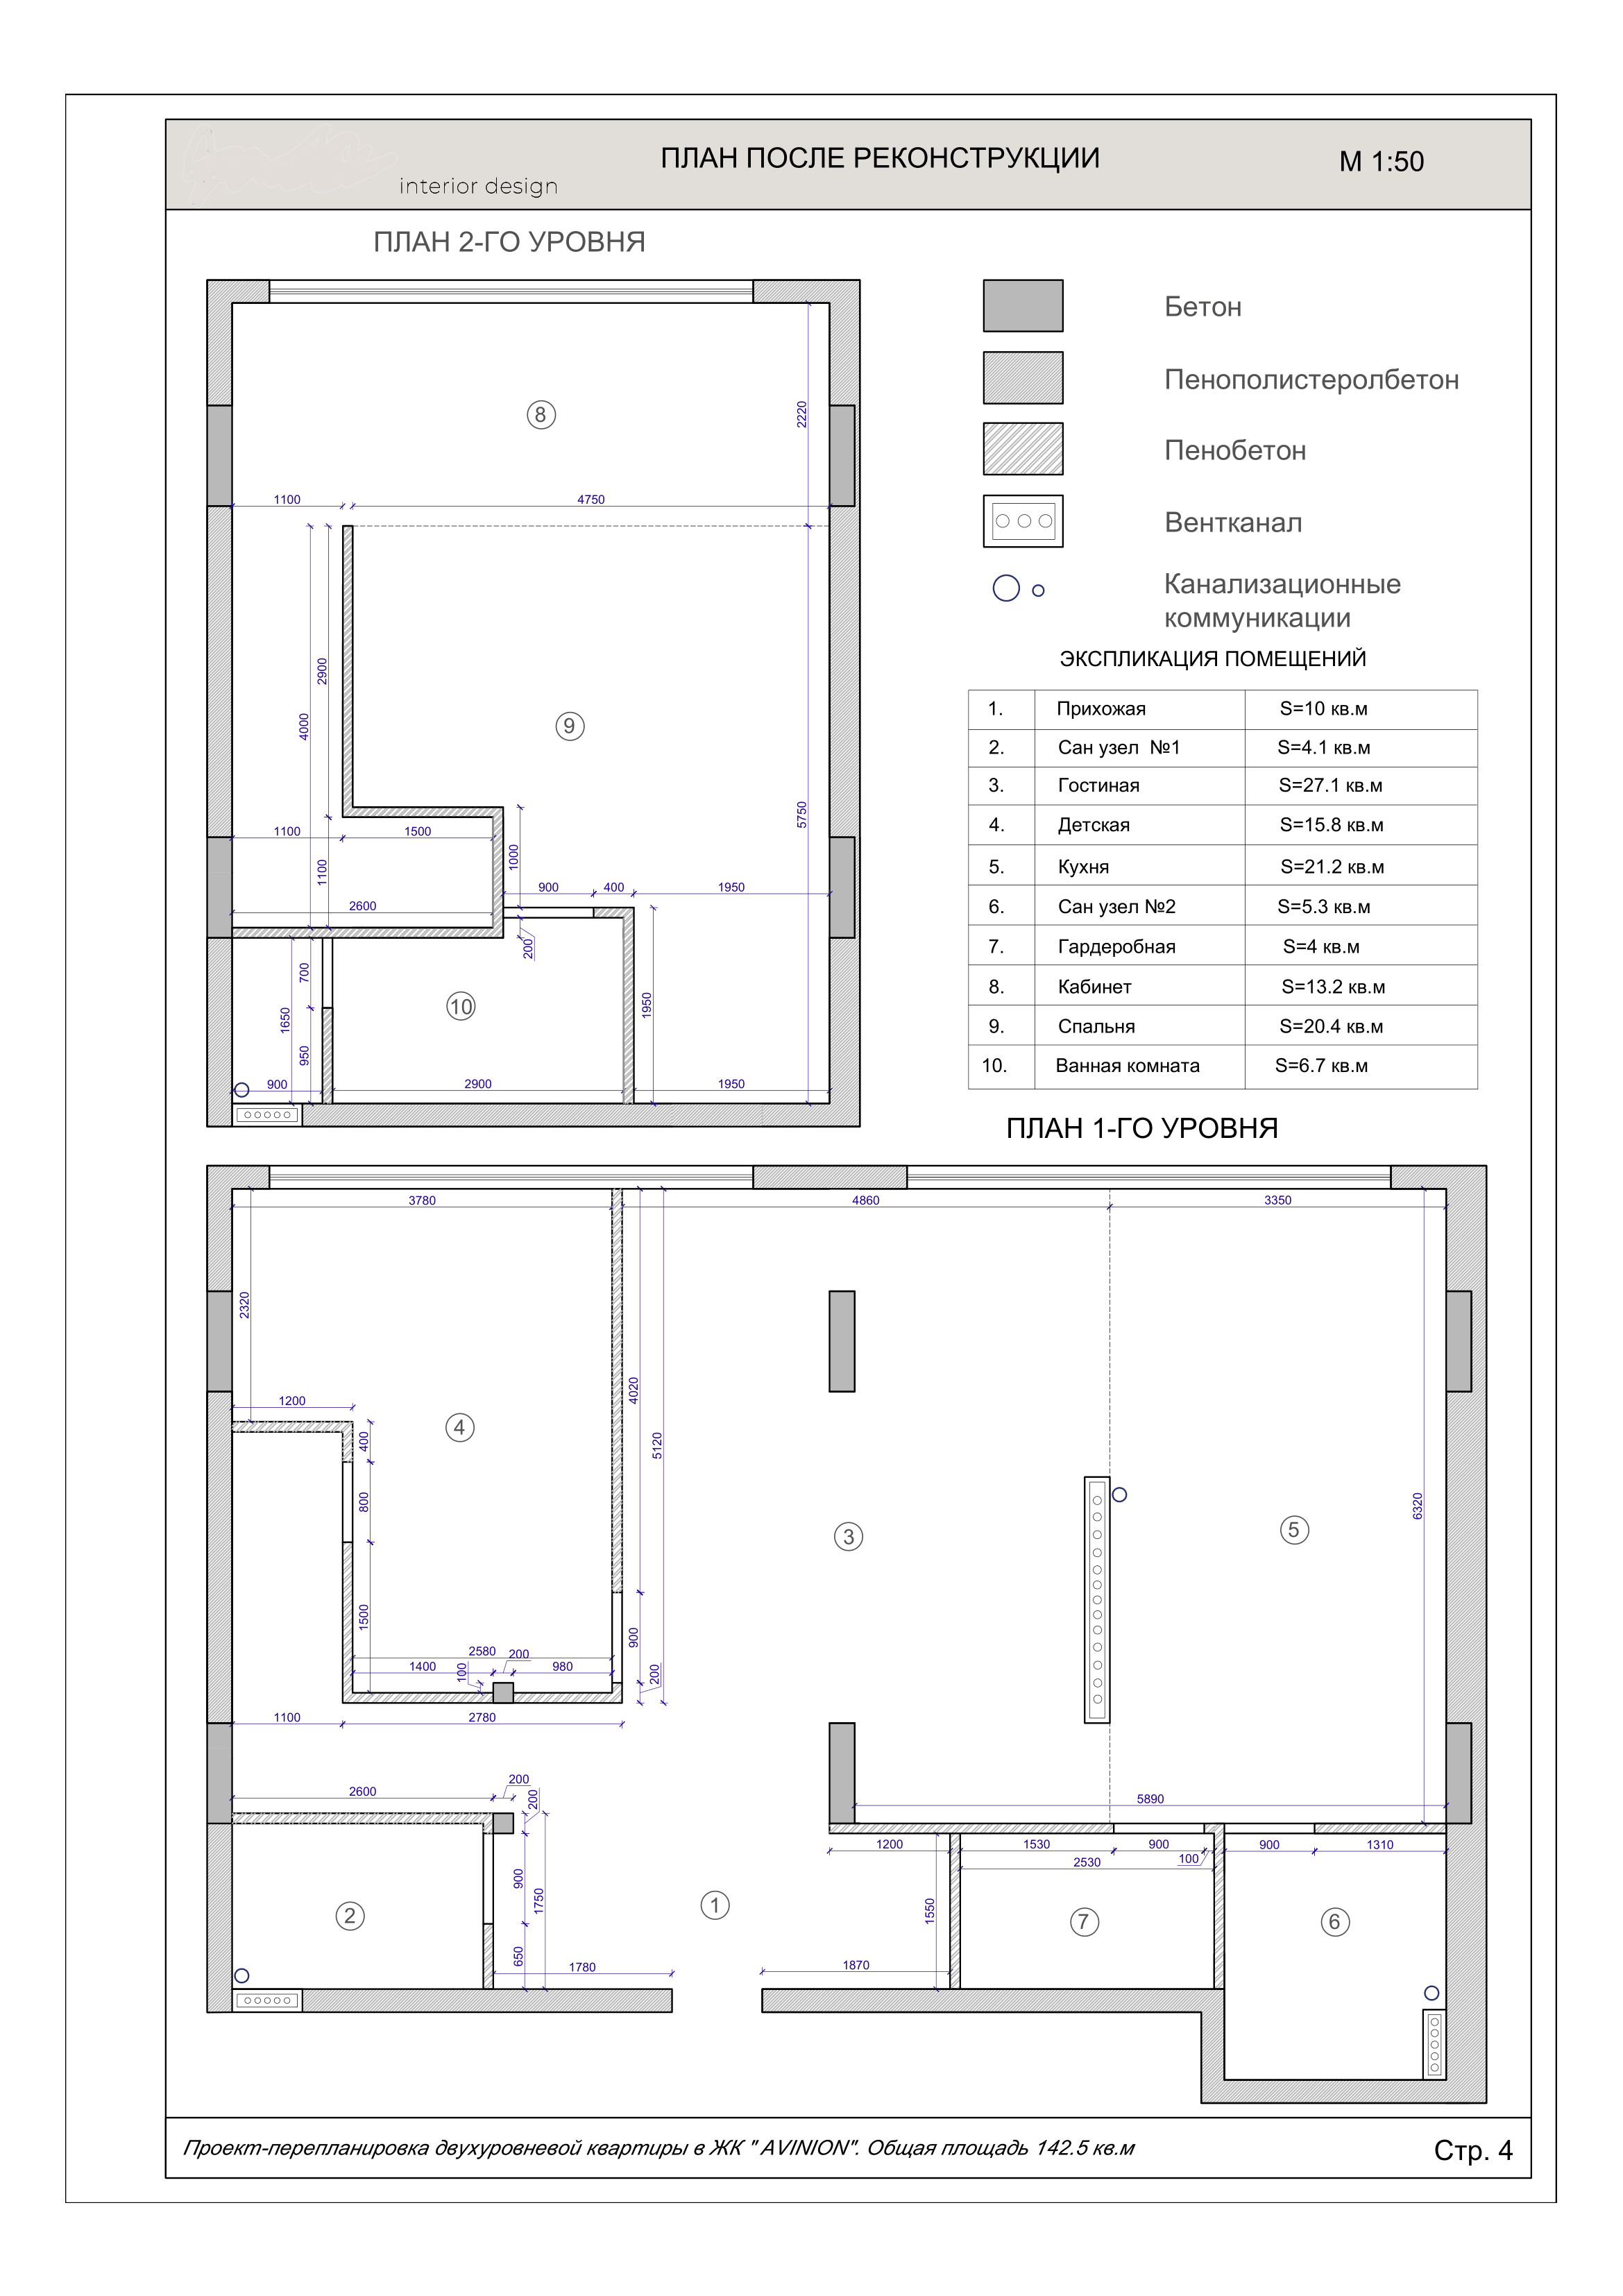 ПЛАН ПОСЛЕ РЕКОНСТРУКЦИИ
М 1:50
interior design
ПЛАН 2-ГО УРОВНЯ
Бетон
Пенополистеролбетон
Пенобетон
Вентканал
Канализационные
коммуникации
ЭКСПЛИКАЦИЯ ПОМЕЩЕНИЙ
1. Прихожая S=10 кв.м
2. Сан узел №1 S=4.1 кв.м
3. Гостиная S=27.1 кв.м
4. Детская S=15.8 кв.м
5. Кухня S=21.2 кв.м
6. Сан узел №2 S=5.3 кв.м
7. Гардеробная S=4 кв.м
8. Кабинет S=13.2 кв.м
9. Спальня S=20.4 кв.м
10. Ванная комната S=6.7 кв.м
8
2220
1100 4750
2900
4000
9
5750
1100 1500
1000
1100
900 400 1950
2600
200
700
1650
10
1950
950
900 2900 1950
ПЛАН 1-ГО УРОВНЯ
3780 4860 3350
2320
4020
1200
4
400
5120
800
6320
3
5
1500
900
2580 200
1400 100 980
200
1100 2780
200
2600
200
5890
1200 1530 900 900 1310
100
2530
900
1750
1550
2
1
7
6
650
1780
1870
Проект-перепланировка двухуровневой квартиры в ЖК " AVINION". Общая площадь 142.5 кв.м
Стр. 4